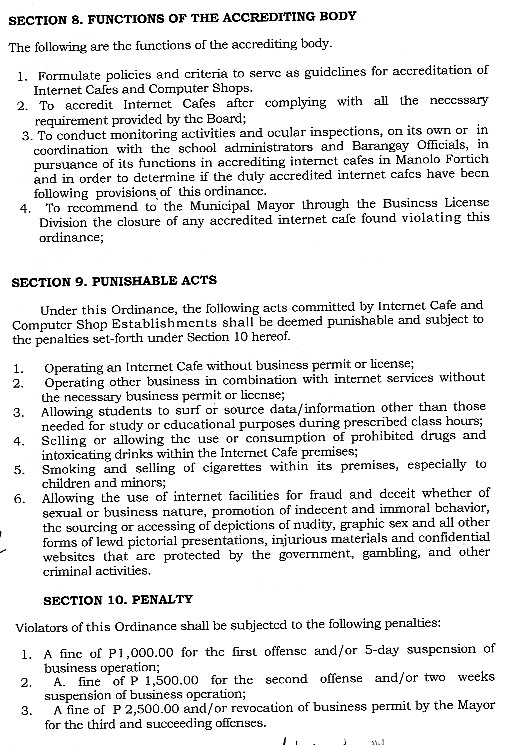 SECTION 8. FUNCTIONS OF THE ACCREDITING BODY
The following are the functions of the accrediting body.
1. Formulate policies and criteria to serve as guidelines for accreditation of
Internet Cafes and Computer Shops.
2. To accredit Internet Cafes after complying with all the necessary
requirement provided by the Board;
3. To conduct monitoring activities and ocular inspections, on its own or in
coordination with the school administrators and Barangay Officials, in
pursuance of its functions in accrediting internet cafes in Manolo Fortich
and in order to determine if the duly accredited internet cafes have been
following provisions of this ordinance.
4. To recommend to the Municipal Mayor through the Business License
Division the closure of any accredited internet cafe found violating this
ordinance;
SECTION 9. PUNISHABLE ACTS
Under this Ordinance, the following acts committed by Internet Cafe and
Computer Shop Establishments shall be deemed punishable and subject to
the penalties set-forth under Section 10 hereof.
1. Operating an Internet Cafe without business permit or license;
2. Operating other business in combination with internet services without
the necessary business permit or license;
3. Allowing students to surf or source data/information other than those
needed for study or educational purposes during prescribed class hours;
4. Selling or allowing the use or consumption of prohibited drugs and
intoxicating drinks within the Internet Cafe premises;
5. Smoking and selling of cigarettes within its premises, especially to
children and minors;
6. Allowing the use of internet facilities for fraud and deceit whether of
sexual or business nature, promotion of indecent and immoral behavior,
the sourcing or accessing of depictions of nudity, graphic sex and all other
forms of lewd pictorial presentations, injurious materials and confidential
websites that are protected by the government, gambling, and other
criminal activities.
SECTION 10. PENALTY
Violators of this Ordinance shall be subjected to the following penalties:
1. A fine of P1,000.00 for the first offense and/or 5-day suspension of
business operation;
2. A. fine of P 1,500.00 for the second offense and/or two weeks
suspension of business operation;
3. A fine of P 2,500.00 and/or revocation of business permit by the Mayor
for the third and succeeding offenses.